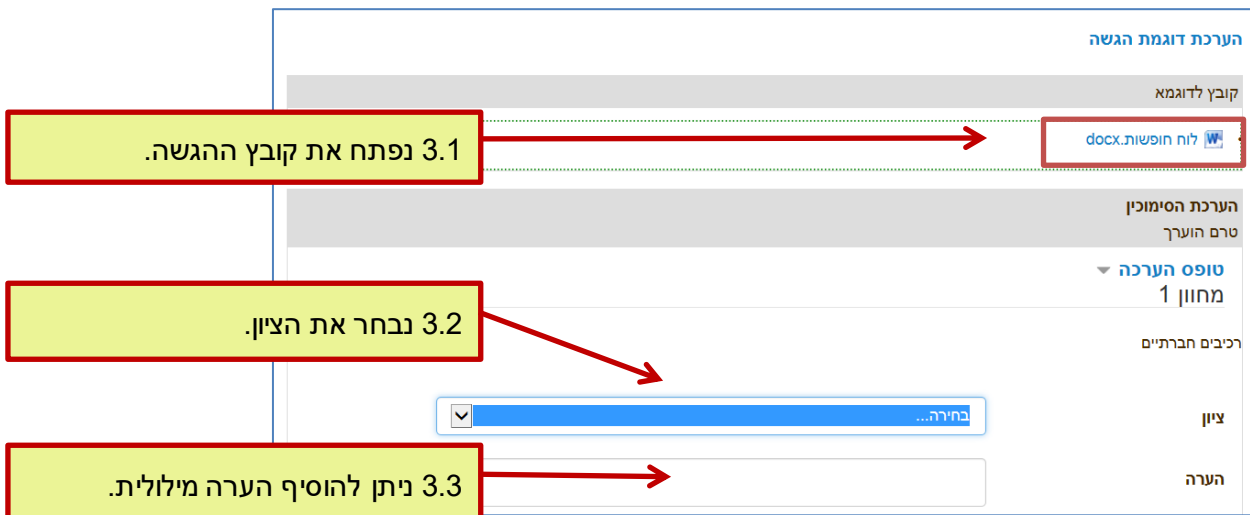 הערכת דוגמת הגשה
קובץ לדוגמא
לוח חופשות.docx
3.1 נפתח את קובץ ההגשה.
הערכת הסימוכין
טרם הוערך
טופס הערכה
מחוון 1
3.2 נבחר את הציון.
רכיבים חברתיים
ציון
בחירה...
הערה
3.3 ניתן להוסיף הערה מילולית.